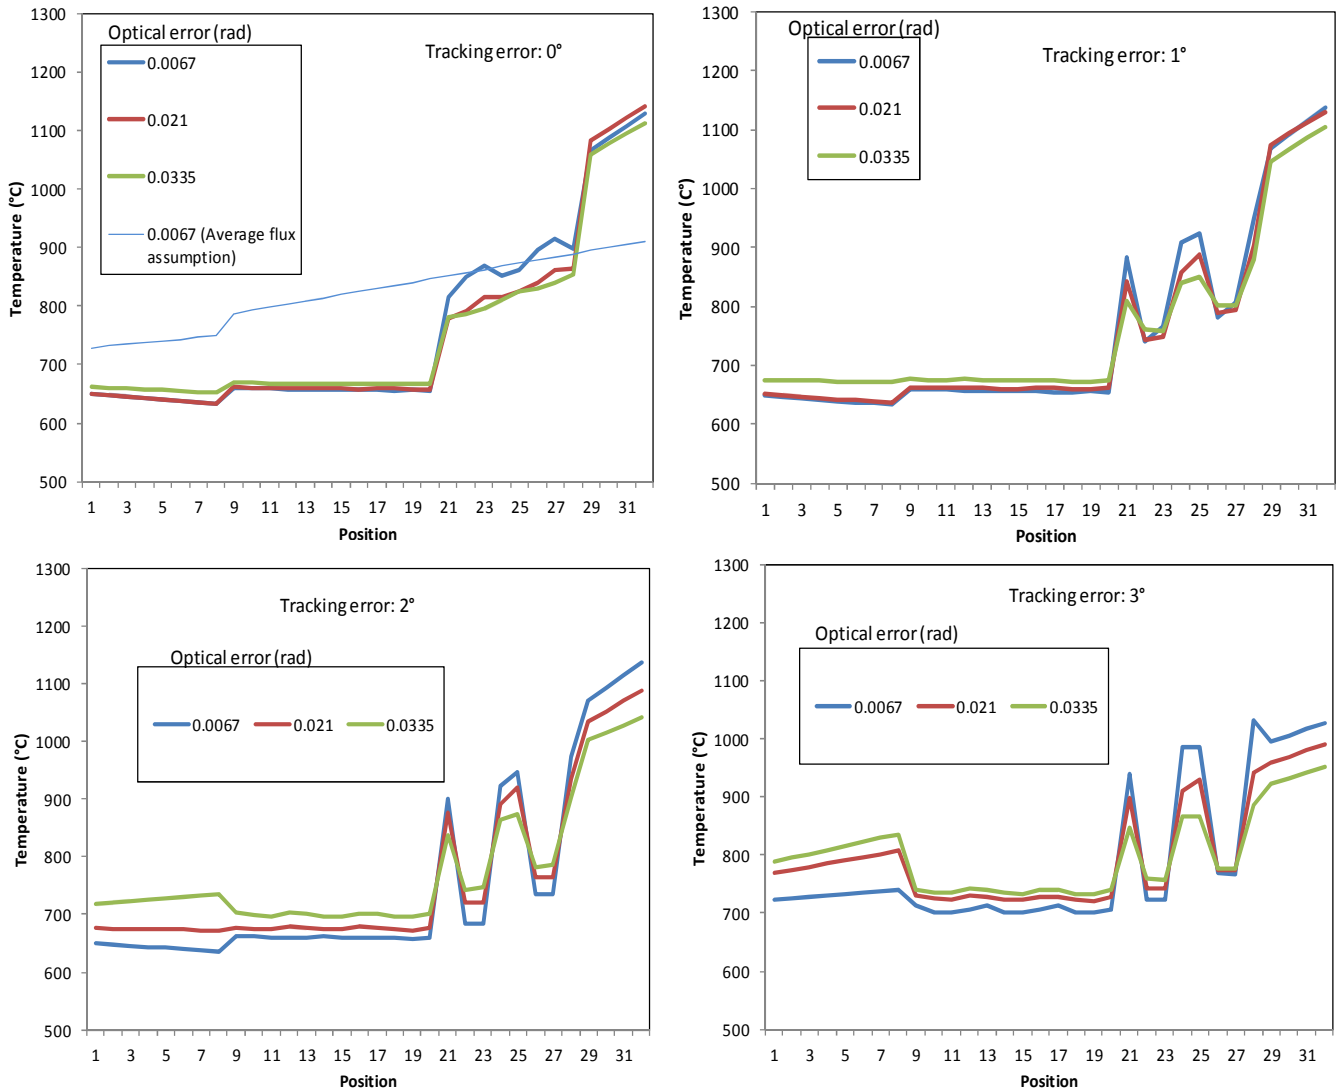 1300
1200
1100
1000
900
800
700
600
500
Temperature (°C)
Optical error (rad)
0.0067
0.021
0.0335
0.0067 (Average flux
assumption)
Tracking error: 0°
1 3 5 7 9 11 13 15 17 19 21 23 25 27 29 31
Position
1300
1200
1100
1000
900
800
700
600
500
Temperature (C°)
Optical error (rad)
0.0067
0.021
0.0335
Tracking error: 1°
1 3 5 7 9 11 13 15 17 19 21 23 25 27 29 31
Position
1300
1200
1100
1000
900
800
700
600
500
Temperature (°C)
Tracking error: 2°
Optical error (rad)
0.0067 0.021 0.0335
1 3 5 7 9 11 13 15 17 19 21 23 25 27 29 31
Position
1300
1200
1100
1000
900
800
700
600
500
Temperature (°C)
Tracking error: 3°
Optical error (rad)
0.0067 0.021 0.0335
1 3 5 7 9 11 13 15 17 19 21 23 25 27 29 31
Position